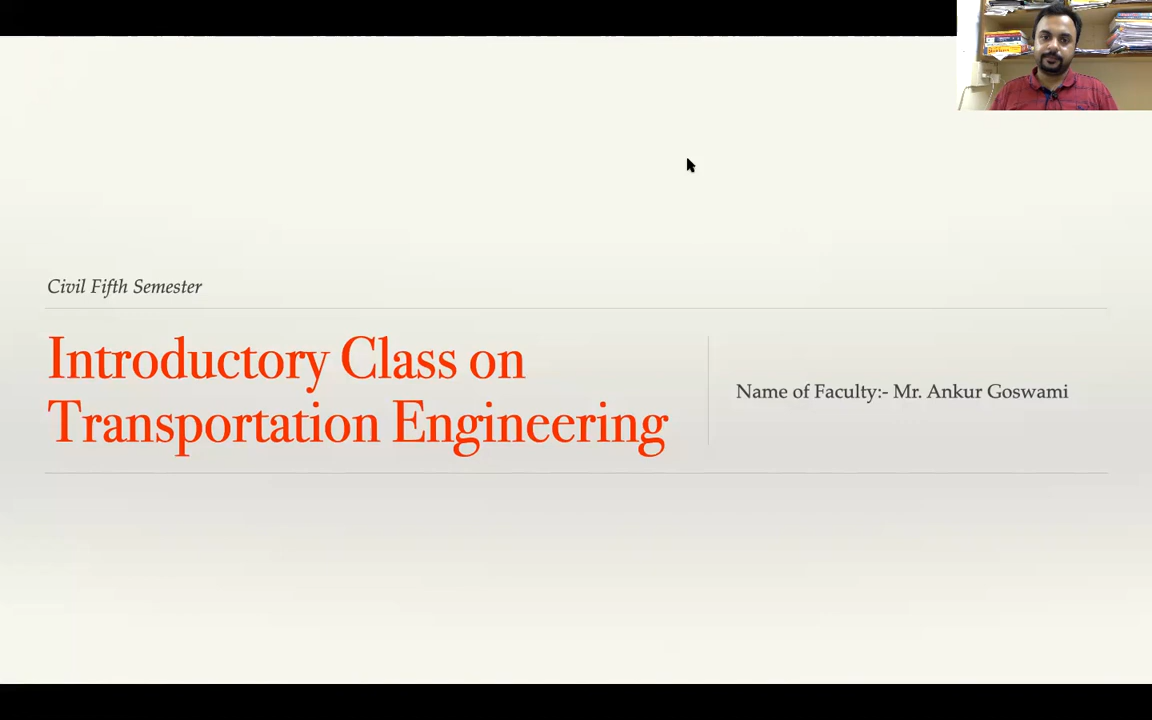 Civil Fifth Semester
Introductory Class on
Transportation Engineering
Name of Faculty:- Mr. Ankur Goswami